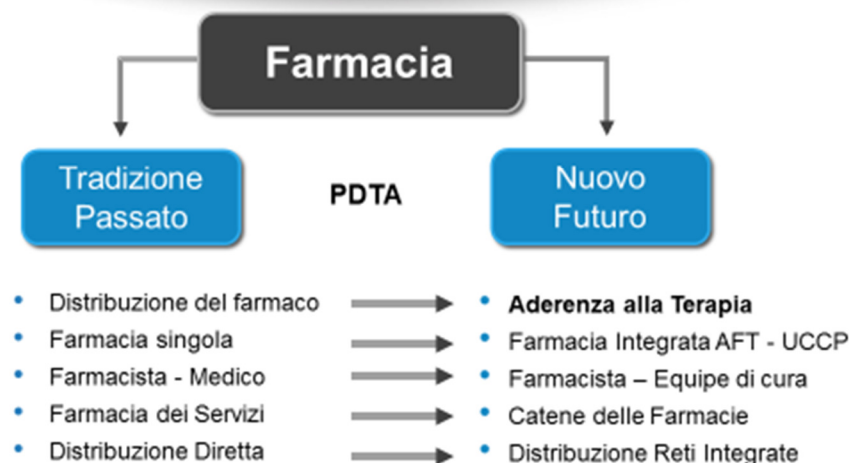 Farmacia
Tradizione
Passato
PDTA
Nuovo
Futuro
• Distribuzione del farmaco
• Aderenza alla Terapia
• Farmacia singola
• Farmacia Integrata AFT - UCCP
• Farmacista - Medico
• Farmacista – Equipe di cura
• Farmacia dei Servizi
• Catene delle Farmacie
• Distribuzione Diretta
• Distribuzione Reti Integrate